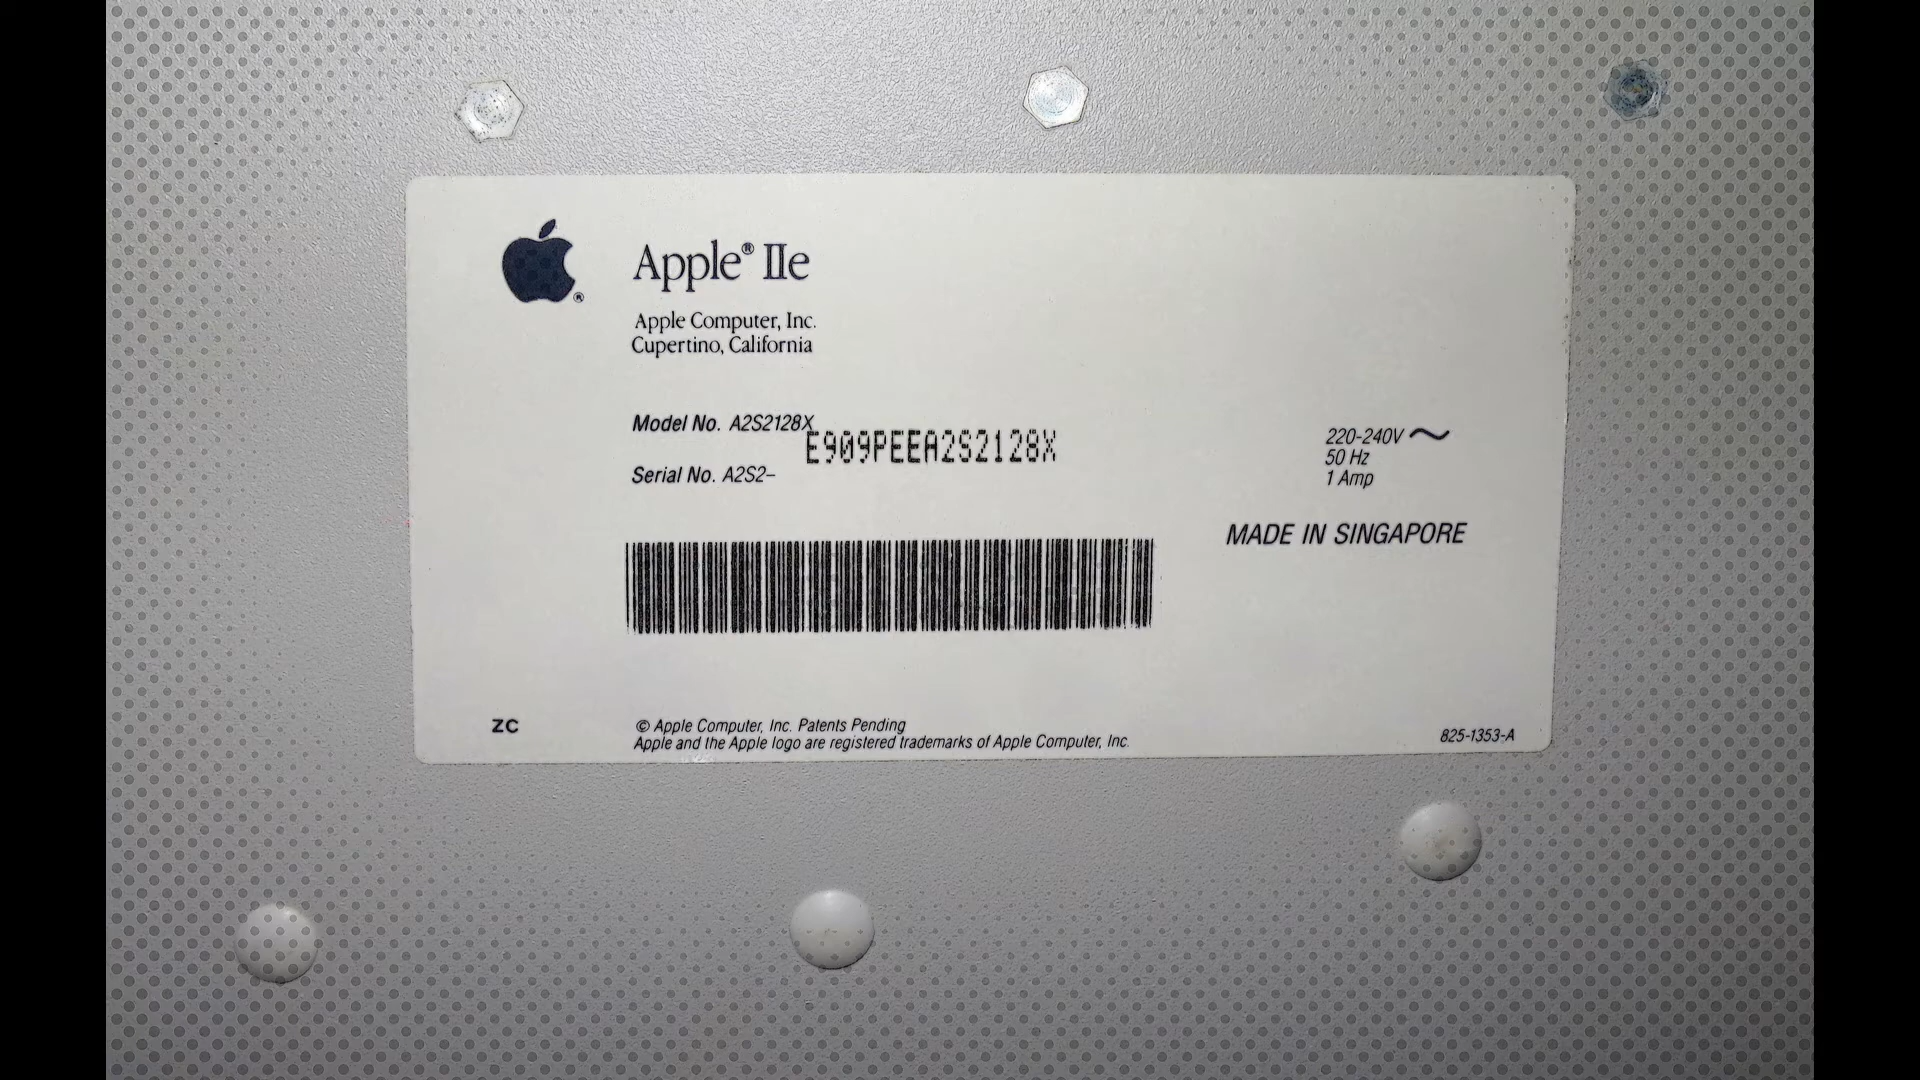 Apple® IIe
®
Apple Computer, Inc.
Cupertino, California
Model No. A2S2128X
E909PEEA2S2128X
Serial No. A2S2–
220-240V ~
50 Hz
1 Amp
MADE IN SINGAPORE
ZC
© Apple Computer, Inc. Patents Pending
Apple and the Apple logo are registered trademarks of Apple Computer, Inc.
825-1353-A